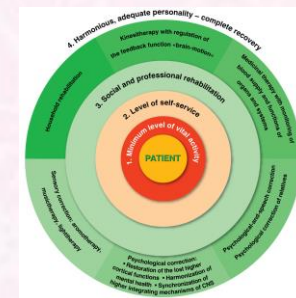 4. Harmonious, adequate personality – complete recovery
Kinesitherapy with regulation of
the feedback function «brain-motion»
Medicinal therapy with monitoring of
blood supply and functions of
organs and systems
Household rehabilitation
3. Social and professional rehabilitation
2. Level of self-service
1. Minimum level of vital activity
PATIENT
Sensory correction: aromatherapy,
musictherapy, lighttherapy
Psychological correction:
• Restoration of the lost higher
cortical functions • Harmonization of
mental health • Synchronization of
higher integrating mechanisms of CNS
Psychological and speech correction
Psychological correction of relatives